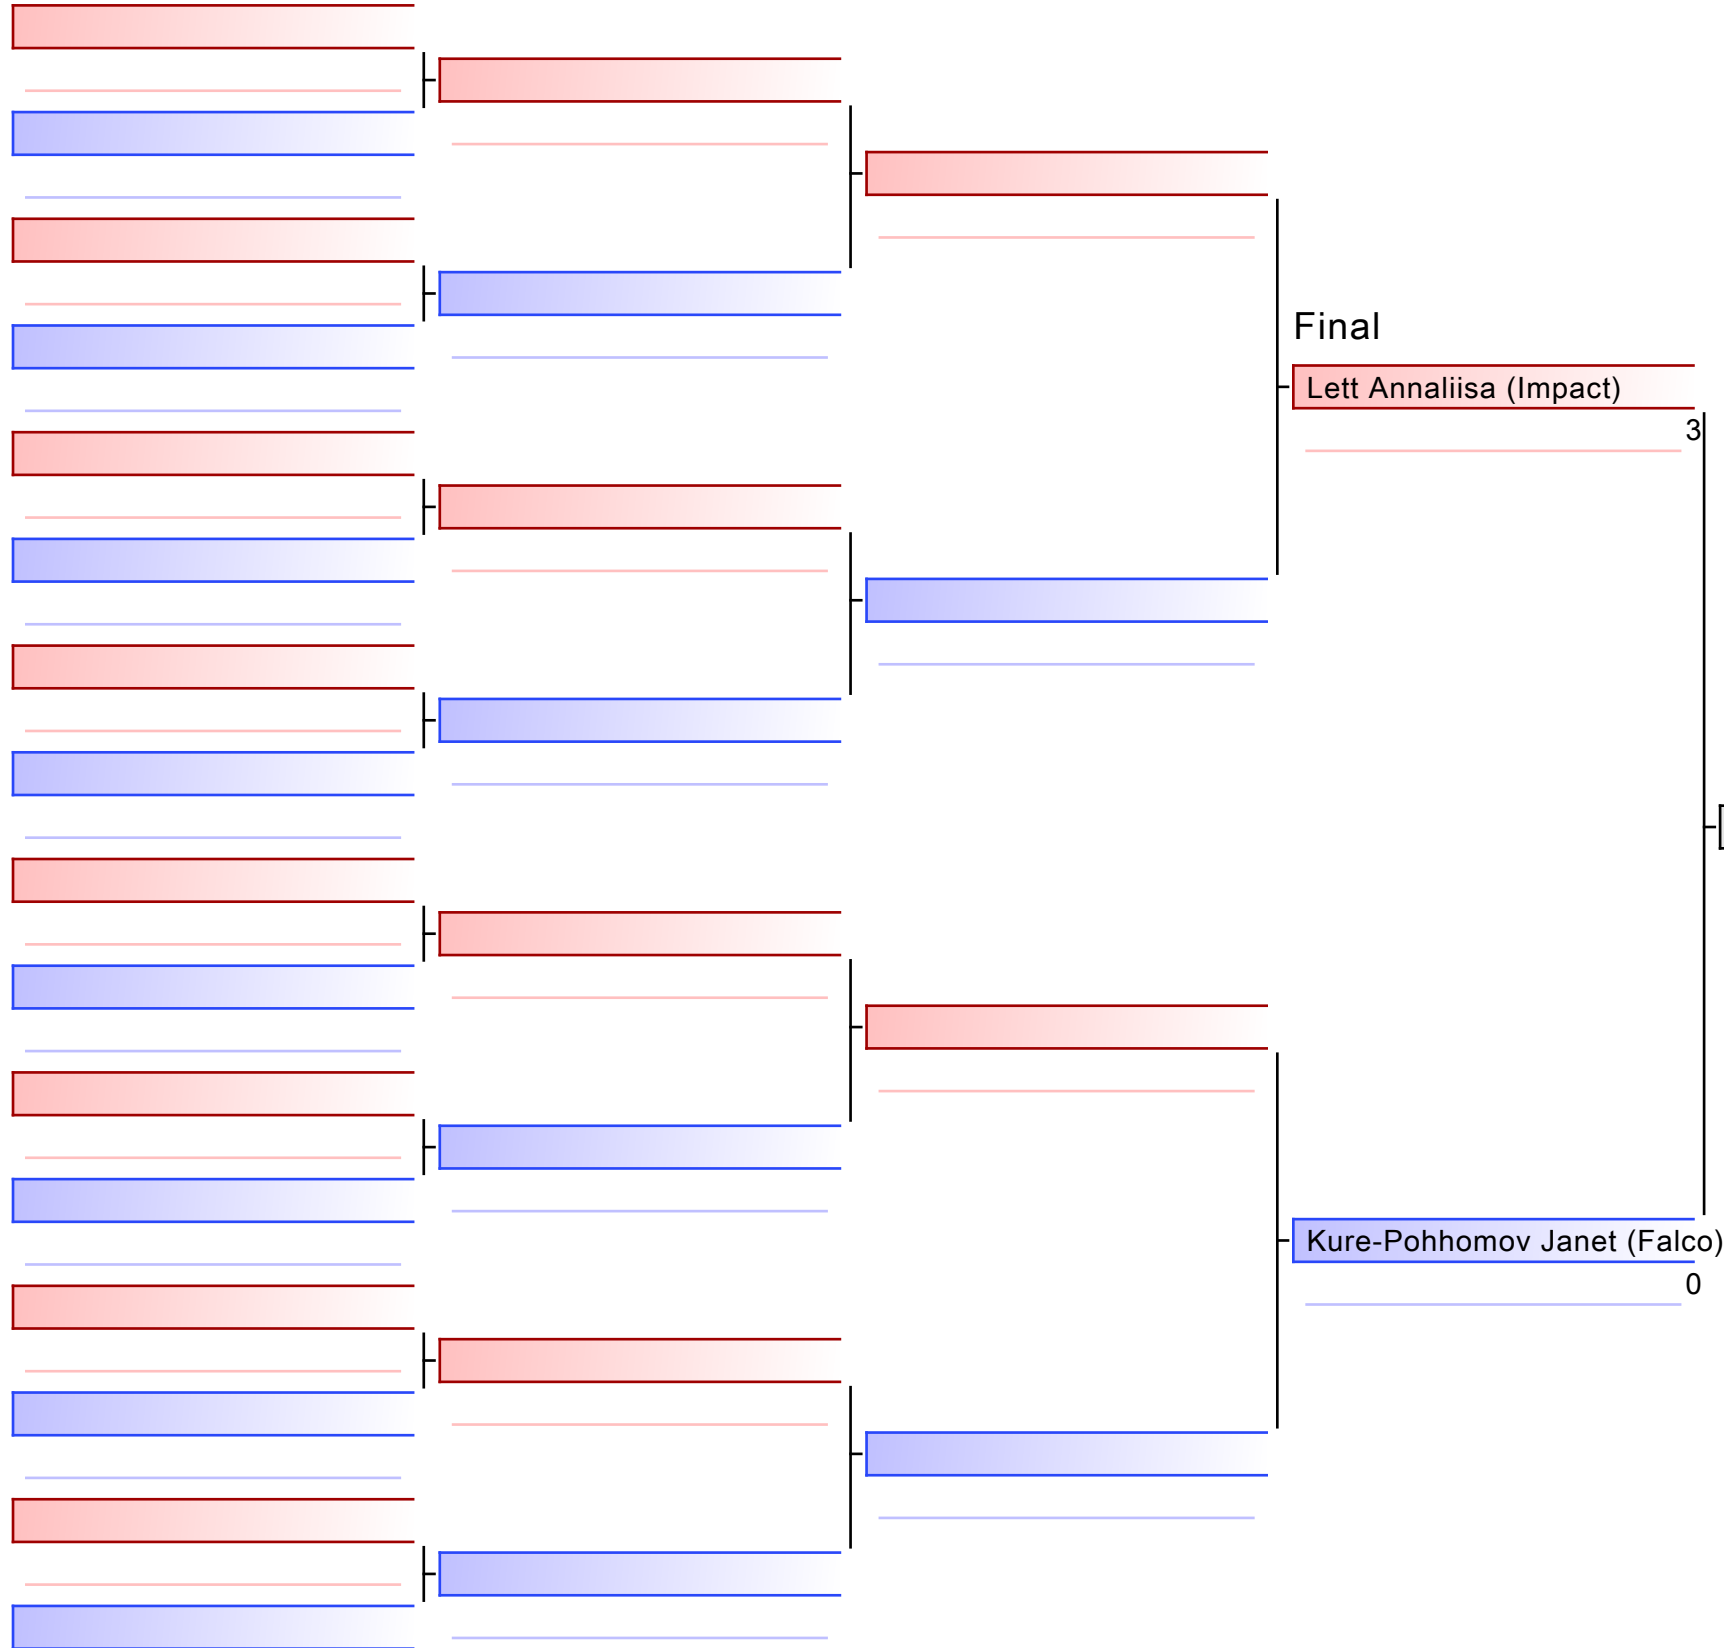 Final
Lett Annaliisa (Impact)
3
Kure-Pohhomov Janet (Falco)
0